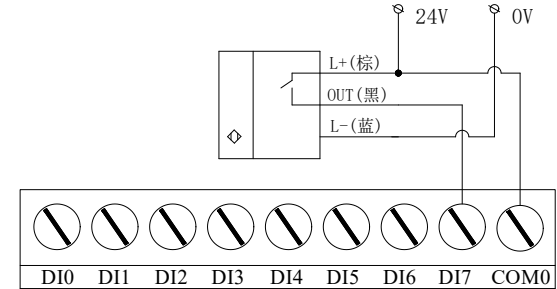 24V 0V
L+(棕)
OUT(黑)
L-(蓝)
DI0 DI1 DI2 DI3 DI4 DI5 DI6 DI7 COM0